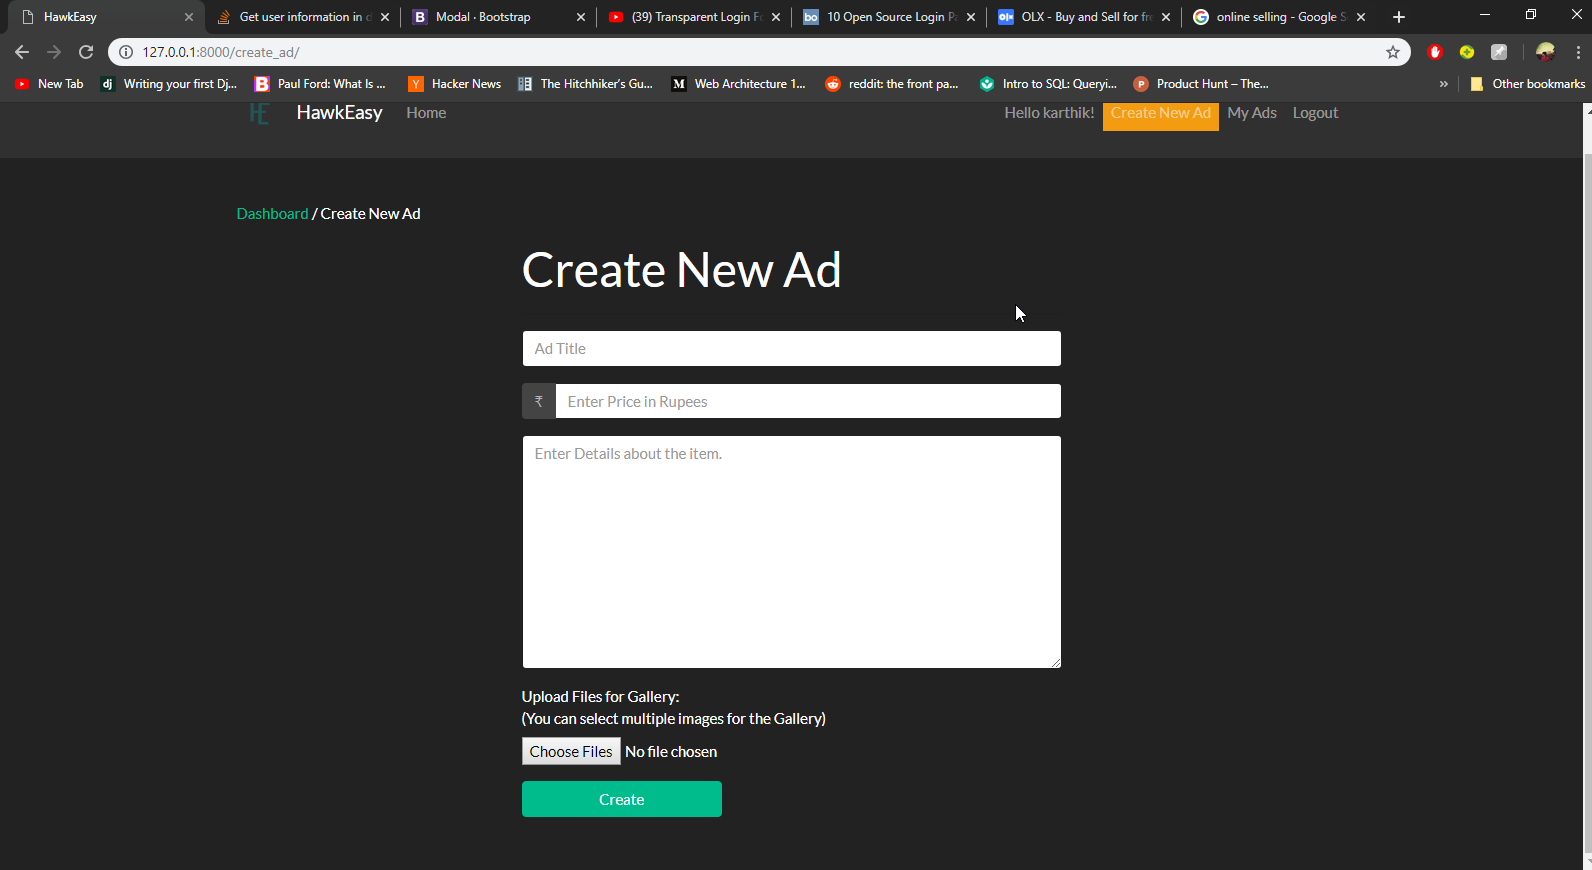 HawkEasy
Get user information in d
Modal · Bootstrap
(39) Transparent Login Fo
10 Open Source Login Pa
OLX - Buy and Sell for fre
online selling - Google S
127.0.0.1:8000/create_ad/
New Tab
Writing your first Dj...
Paul Ford: What Is ...
Hacker News
The Hitchhiker's Gu...
Web Architecture 1...
reddit: the front pa...
Intro to SQL: Queryi...
Product Hunt – The...
»
Other bookmarks
HE HawkEasy Home Hello karthik! Create New Ad My Ads Logout
Dashboard / Create New Ad
Create New Ad
Ad Title
₹ Enter Price in Rupees
Enter Details about the item.
Upload Files for Gallery:
(You can select multiple images for the Gallery)
Choose Files No file chosen
Create